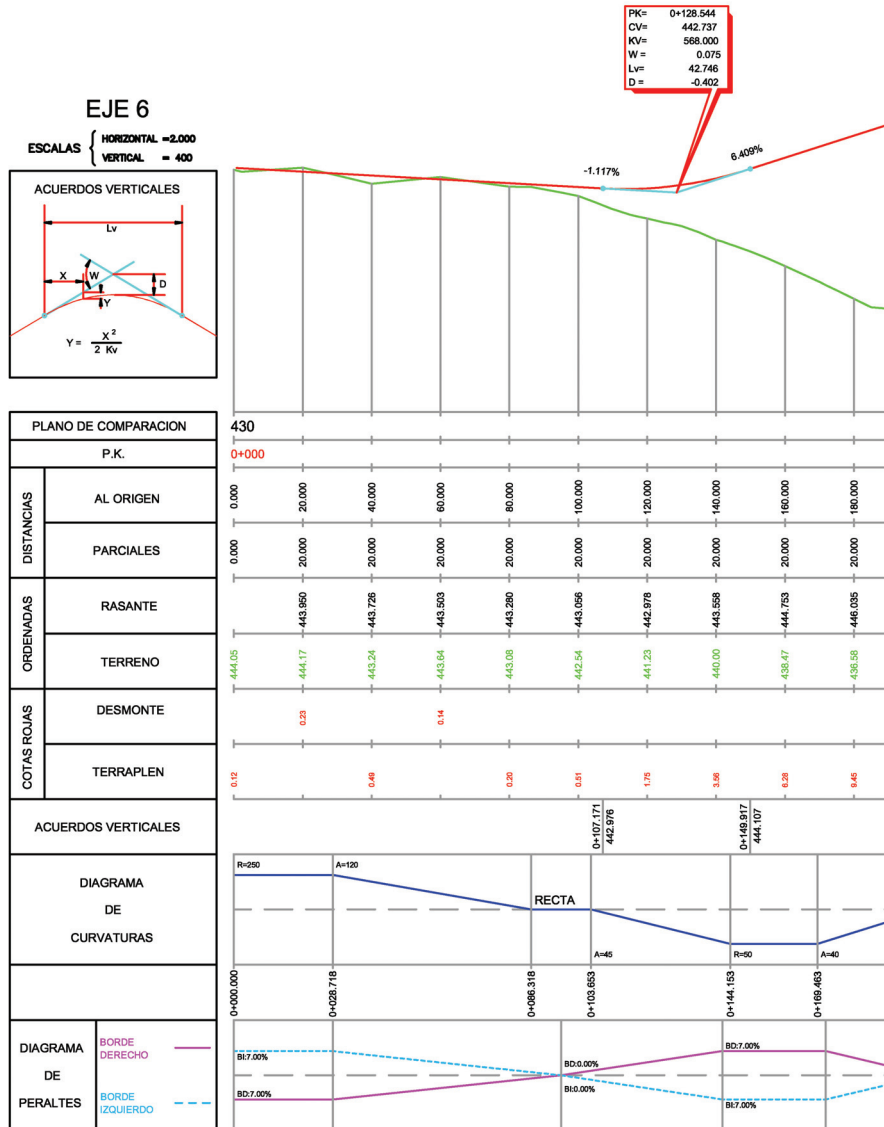 PK= 0+128.544
CV= 442.737
KV= 568.000
W = 0.075
Lv= 42.746
D = -0.402
EJE 6
ESCALAS { HORIZONTAL =2.000
VERTICAL = 400
-1.117%
6.409%
ACUERDOS VERTICALES
Lv
X
W
D
Y
Y = X²
2 Kv
PLANO DE COMPARACION 430
P.K. 0+000
DISTANCIAS
AL ORIGEN 0.000 20.000 40.000 60.000 80.000 100.000 120.000 140.000 160.000 180.000
PARCIALES 0.000 20.000 20.000 20.000 20.000 20.000 20.000 20.000 20.000 20.000
ORDENADAS
RASANTE 443.950 443.726 443.503 443.280 443.056 442.978 443.558 444.753 446.035
TERRENO 444.05 444.17 443.24 443.64 443.08 442.54 441.23 440.00 438.47 436.58
COTAS ROJAS
DESMONTE 0.23 0.14
TERRAPLEN 0.12 0.49 0.20 0.51 1.75 3.56 6.28 9.45
ACUERDOS VERTICALES 0+107.171 442.976 0+149.917 444.107
DIAGRAMA
DE
CURVATURAS
R=250
A=120
RECTA
A=45
R=50
A=40
0+000.000 0+028.718 0+086.318 0+103.653 0+144.153 0+169.463
DIAGRAMA
DE
PERALTES
BORDE
DERECHO
BORDE
IZQUIERDO
BI:7.00%
BD:7.00%
BD:0.00%
BI:0.00%
BD:7.00%
BI:7.00%